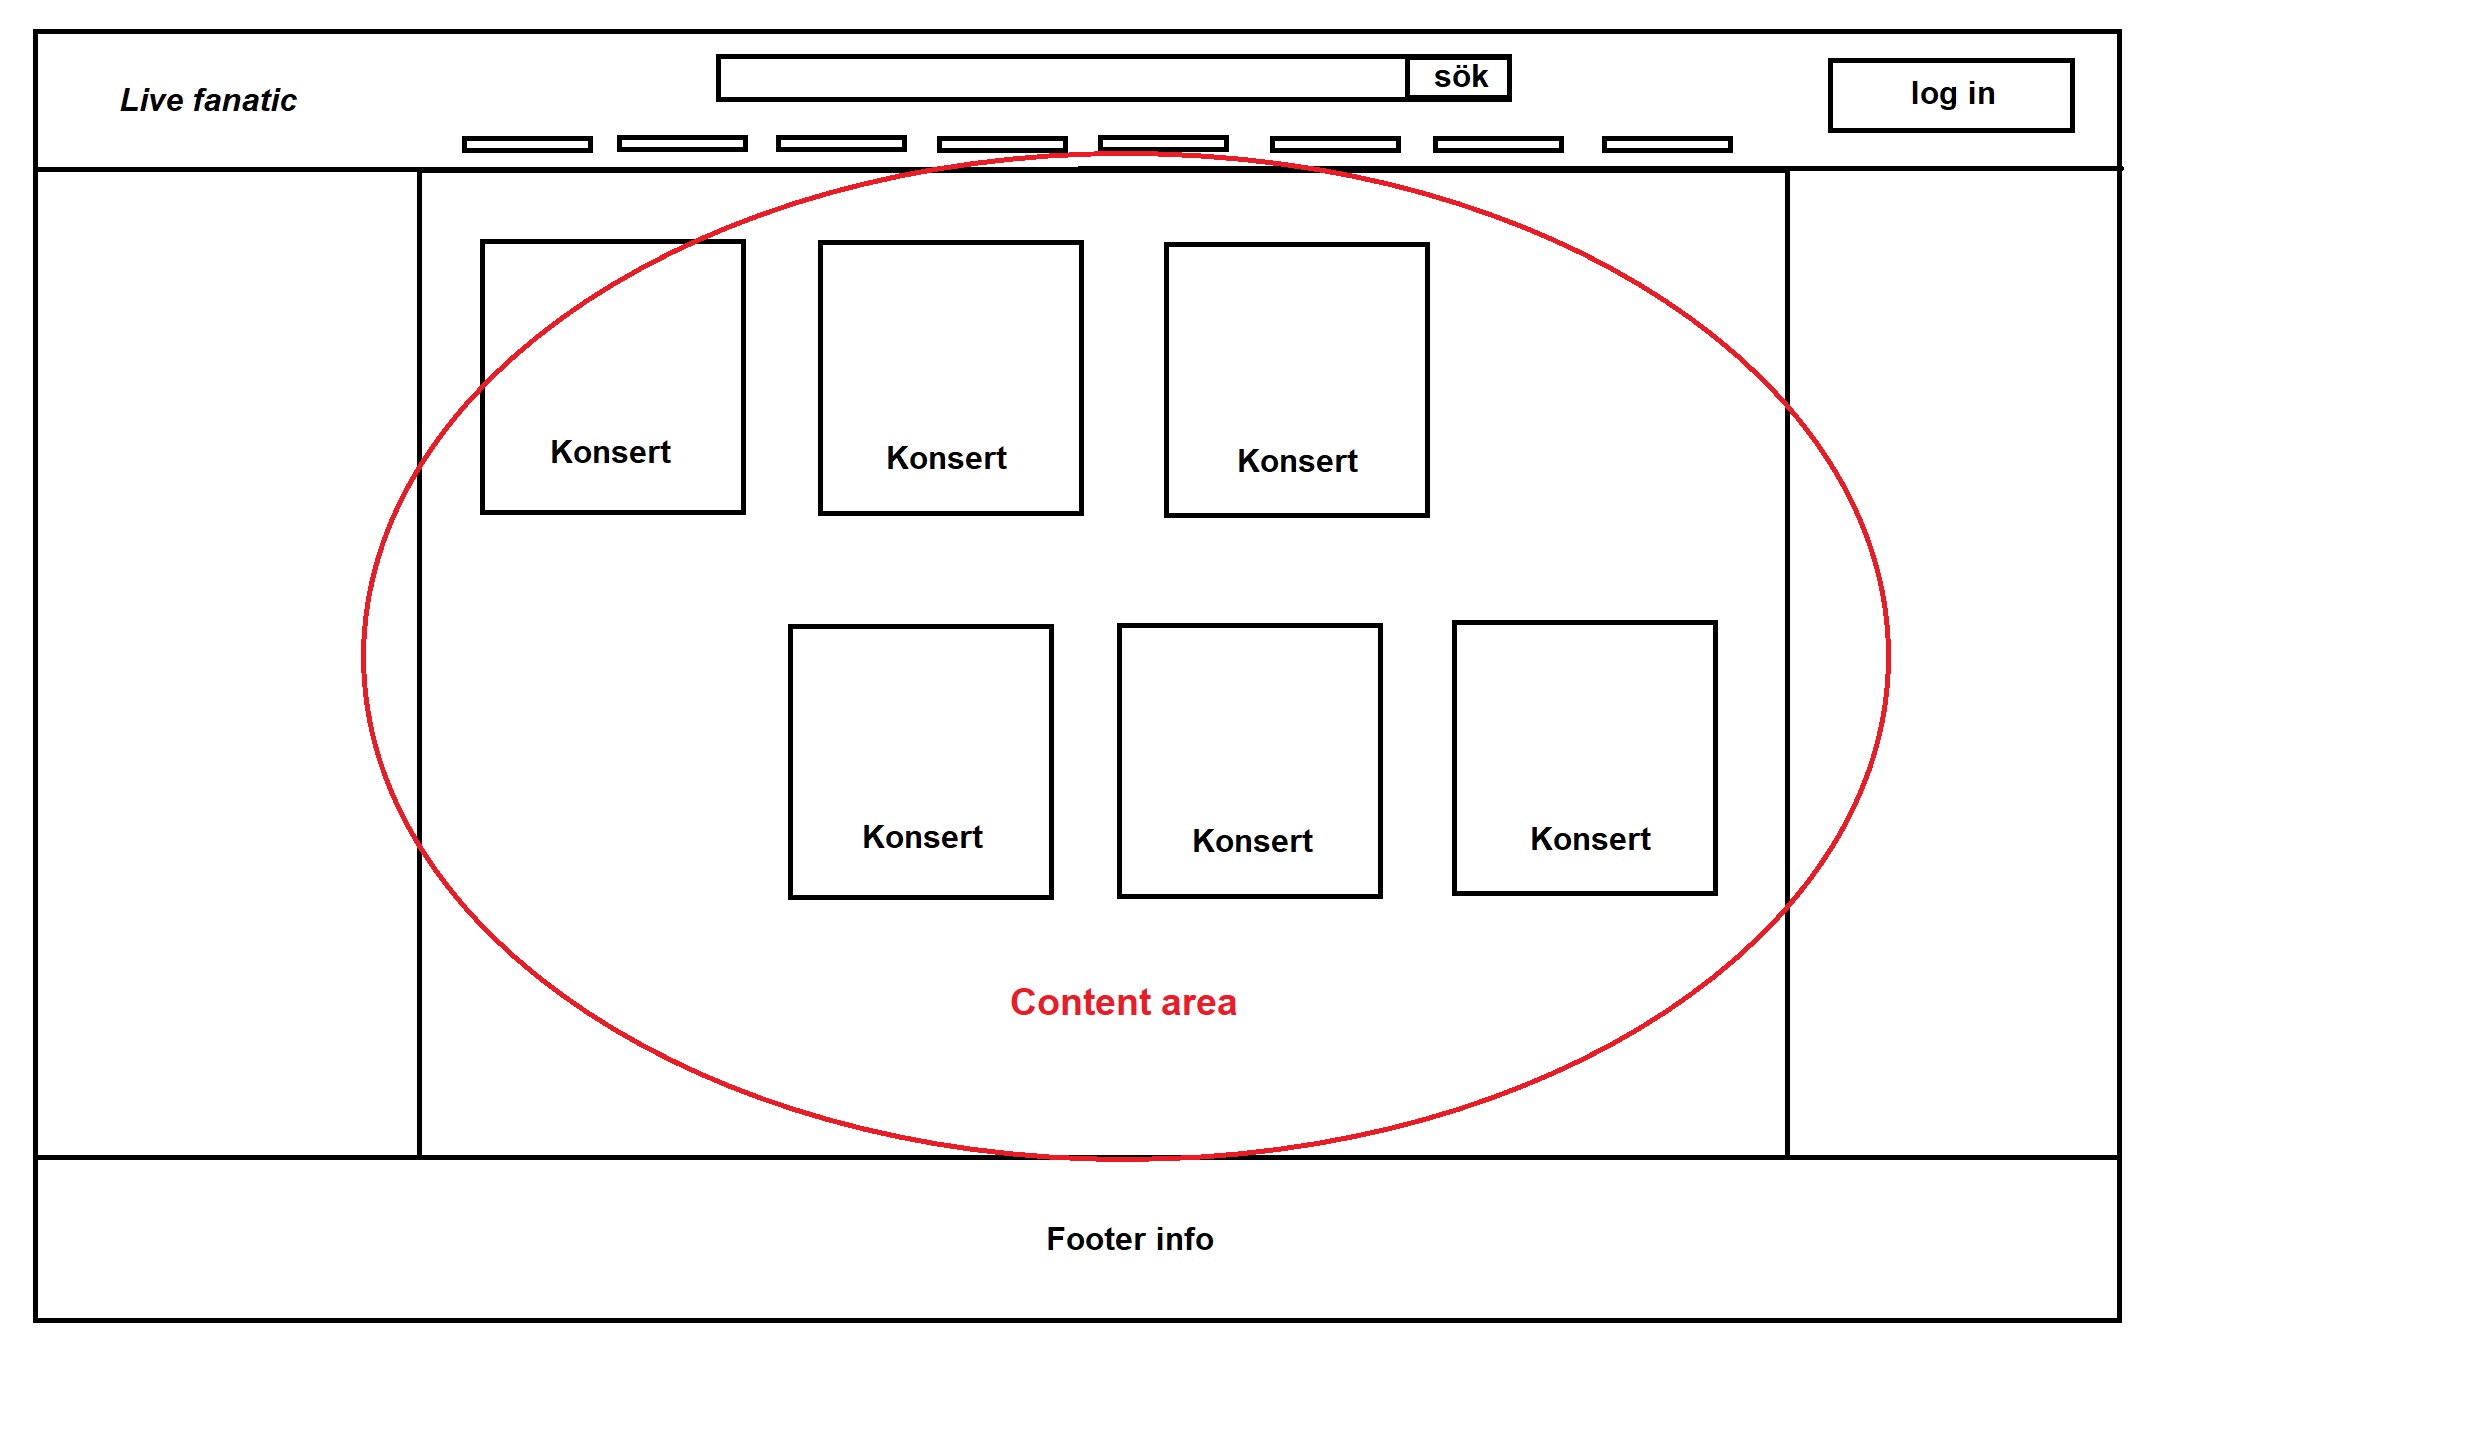 Live fanatic
sök
log in
Konsert
Konsert
Konsert
Konsert
Konsert
Konsert
Content area
Footer info